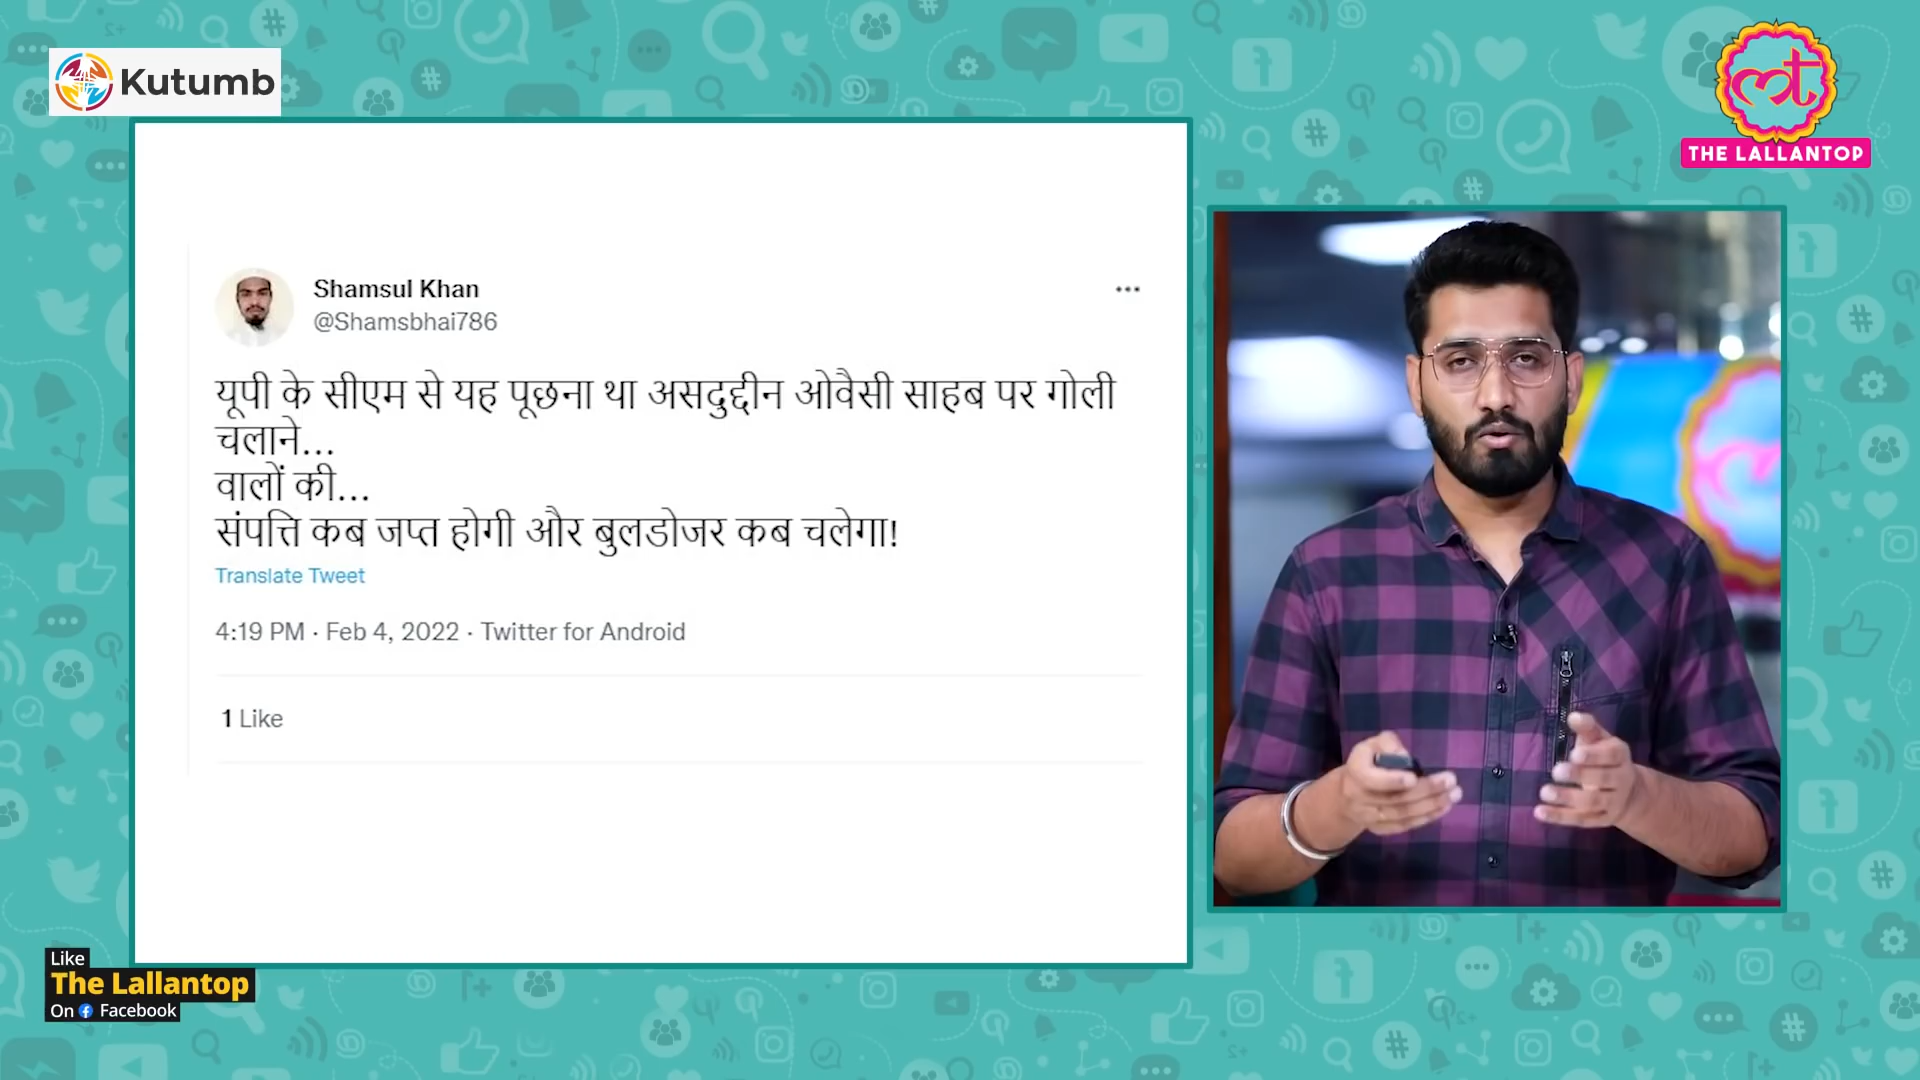 Kutumb
THE LALLANTOP
Shamsul Khan
@Shamsbhai786
यूपी के सीएम से यह पूछना था असदुद्दीन ओवैसी साहब पर गोली
चलाने...
वालों की...
संपत्ति कब जप्त होगी और बुलडोजर कब चलेगा!
Translate Tweet
4:19 PM · Feb 4, 2022 · Twitter for Android
1 Like
Like
The Lallantop
On Facebook